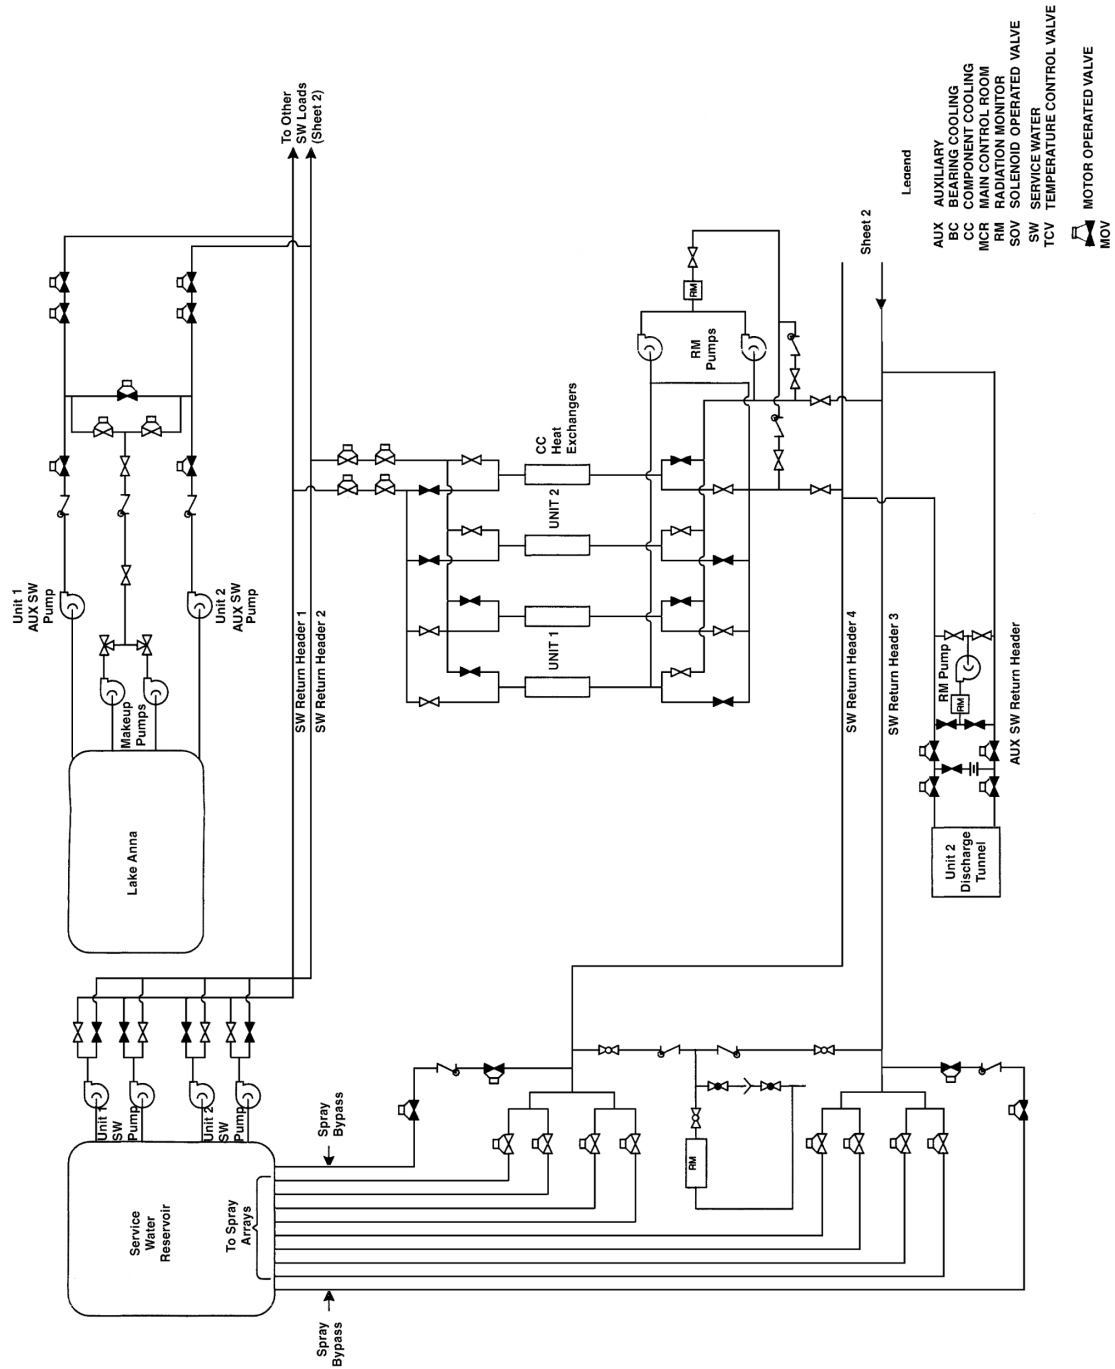 Unit 1
AUX SW
Pump
Makeup
Pumps
Unit 2
AUX SW
Pump
Lake Anna
To Other
SW Loads
(Sheet 2)
Unit 1
SW
Pump
Unit 2
SW
Pump
Service
Water
Reservoir
To Spray
Arrays
SW Return Header 1
SW Return Header 2
Spray
Bypass
Spray
Bypass
CC
Heat
Exchangers
UNIT 2
UNIT 1
RM
RM
Pumps
RM
Sheet 2
SW Return Header 4
SW Return Header 3
RM Pump
RM
AUX SW Return Header
Unit 2
Discharge
Tunnel
Legend
AUX AUXILIARY
BC BEARING COOLING
CC COMPONENT COOLING
MCR MAIN CONTROL ROOM
RM RADIATION MONITOR
SOV SOLENOID OPERATED VALVE
SW SERVICE WATER
TCV TEMPERATURE CONTROL VALVE
MOTOR OPERATED VALVE
MOV